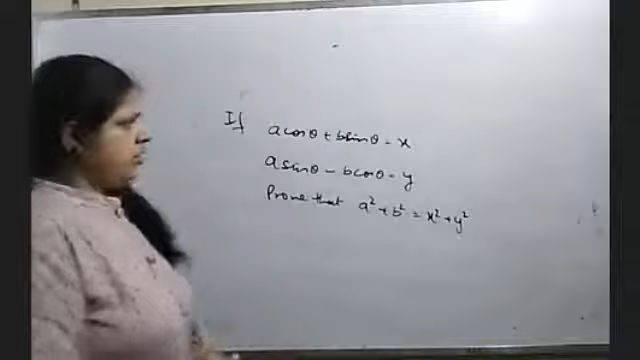 If
acosθ + bsinθ = x
asinθ - bcosθ = y
Prove that a² + b² = x² + y²